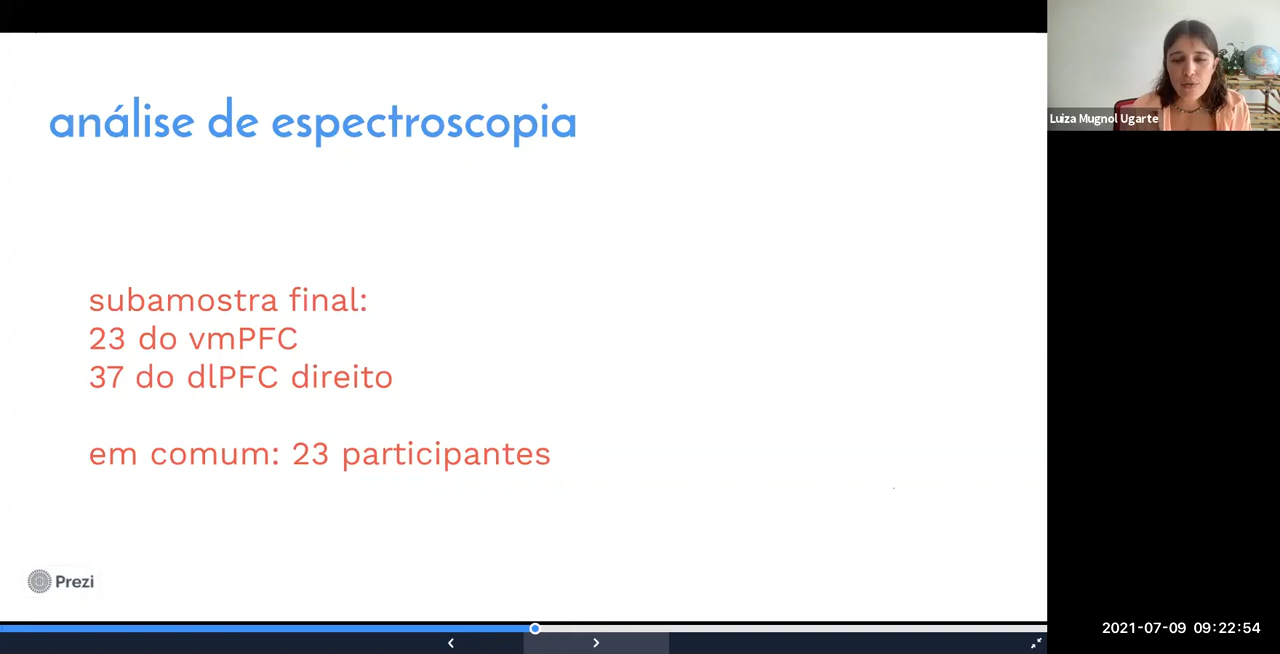 análise de espectroscopia
subamostra final:
23 do vmPFC
37 do dlPFC direito
em comum: 23 participantes
Prezi
Luiza Mugnol Ugarte
2021-07-09 09:22:54